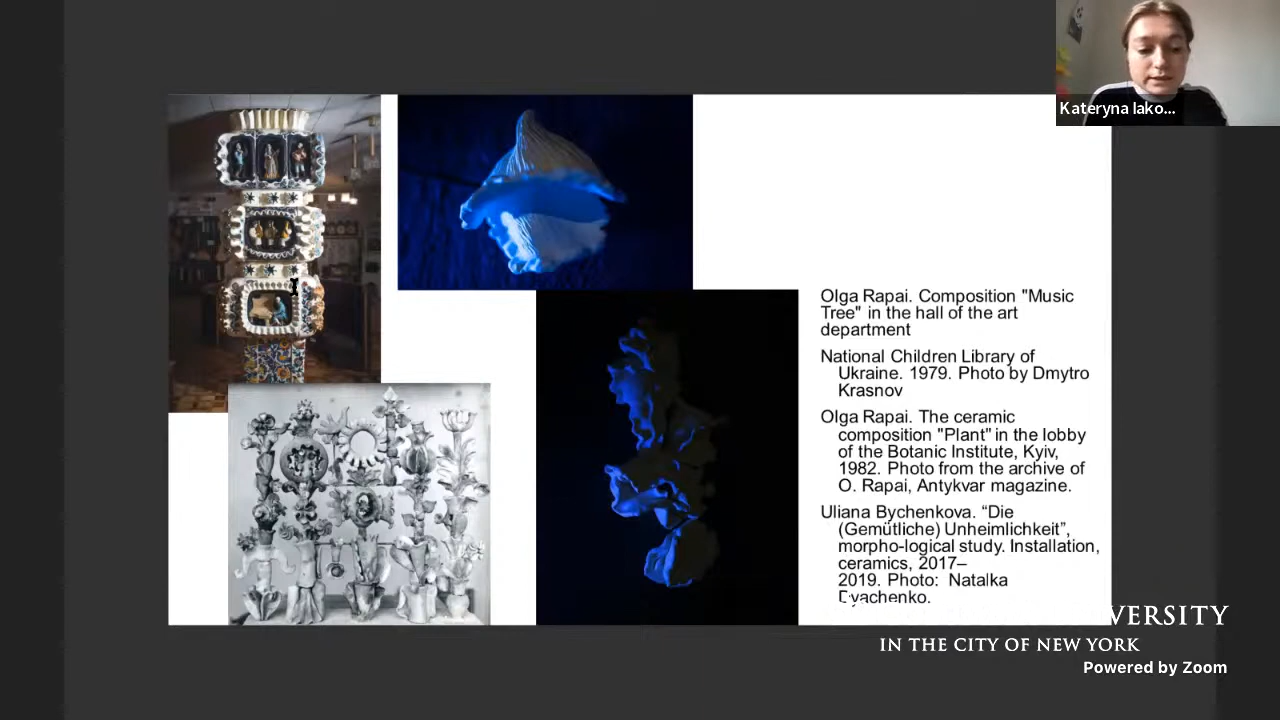 Kateryna Iako...
Olga Rapai. Composition "Music
Tree" in the hall of the art
department
National Children Library of
Ukraine. 1979. Photo by Dmytro
Krasnov
Olga Rapai. The ceramic
composition "Plant" in the lobby
of the Botanic Institute, Kyiv,
1982. Photo from the archive of
O. Rapai, Antykvar magazine.
Uliana Bychenkova. “Die
(Gemütliche) Unheimlichkeit”,
morpho-logical study. Installation,
ceramics, 2017–
2019. Photo: Natalka
Dyachenko.
VERSITY
IN THE CITY OF NEW YORK
Powered by Zoom